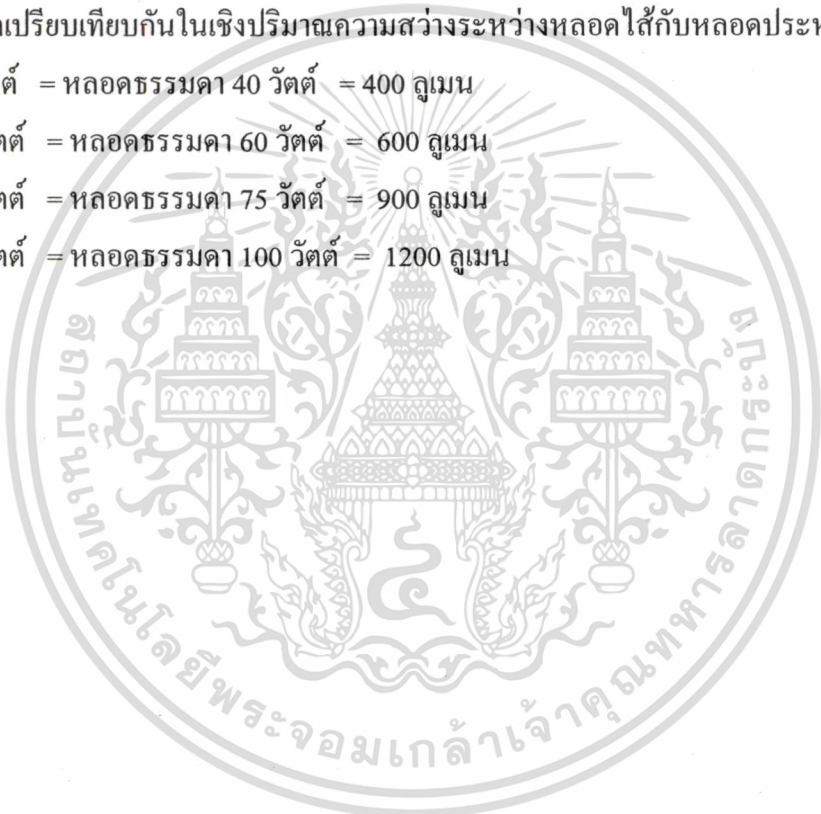 เปรียบเทียบกันในเชิงปริมาณความสว่างระหว่างหลอดไส้กับหลอดประห
ต์ = หลอดธรรมดา 40 วัตต์ = 400 ลูเมน
ตต์ = หลอดธรรมดา 60 วัตต์ = 600 ลูเมน
ตต์ = หลอดธรรมดา 75 วัตต์ = 900 ลูเมน
ตต์ = หลอดธรรมดา 100 วัตต์ = 1200 ลูเมน
สถาบันเทคโนโลยีพระจอมเกล้าเจ้าคุณทหารลาดกระบัง